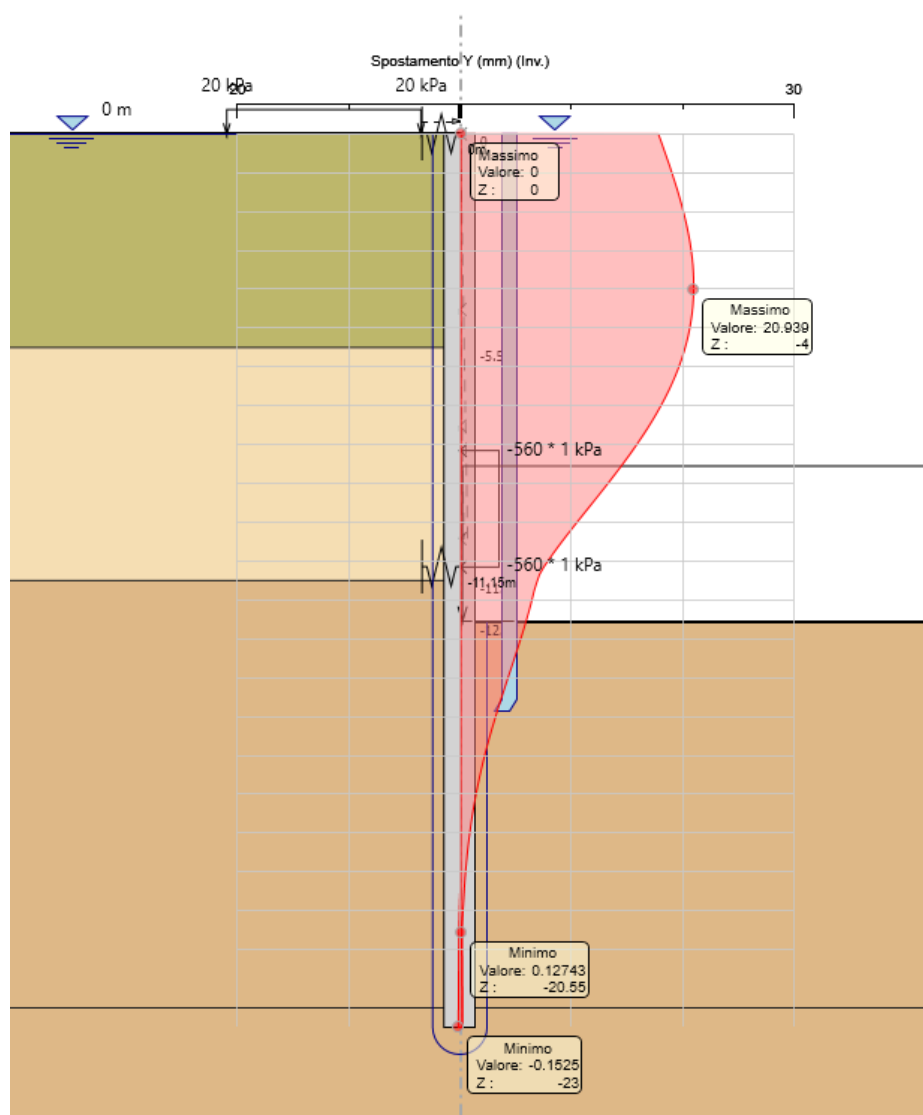 Spostamento Y (mm) (Inv.)
20 kPa
20 kPa
20
30
0 m
0
0m
Massimo
Valore: 0
Z : 0
Massimo
Valore: 20.939
Z : -4
-5.5
-560 * 1 kPa
-560 * 1 kPa
-11.15m
-11
-12
Minimo
Valore: 0.12743
Z : -20.55
Minimo
Valore: -0.1525
Z : -23